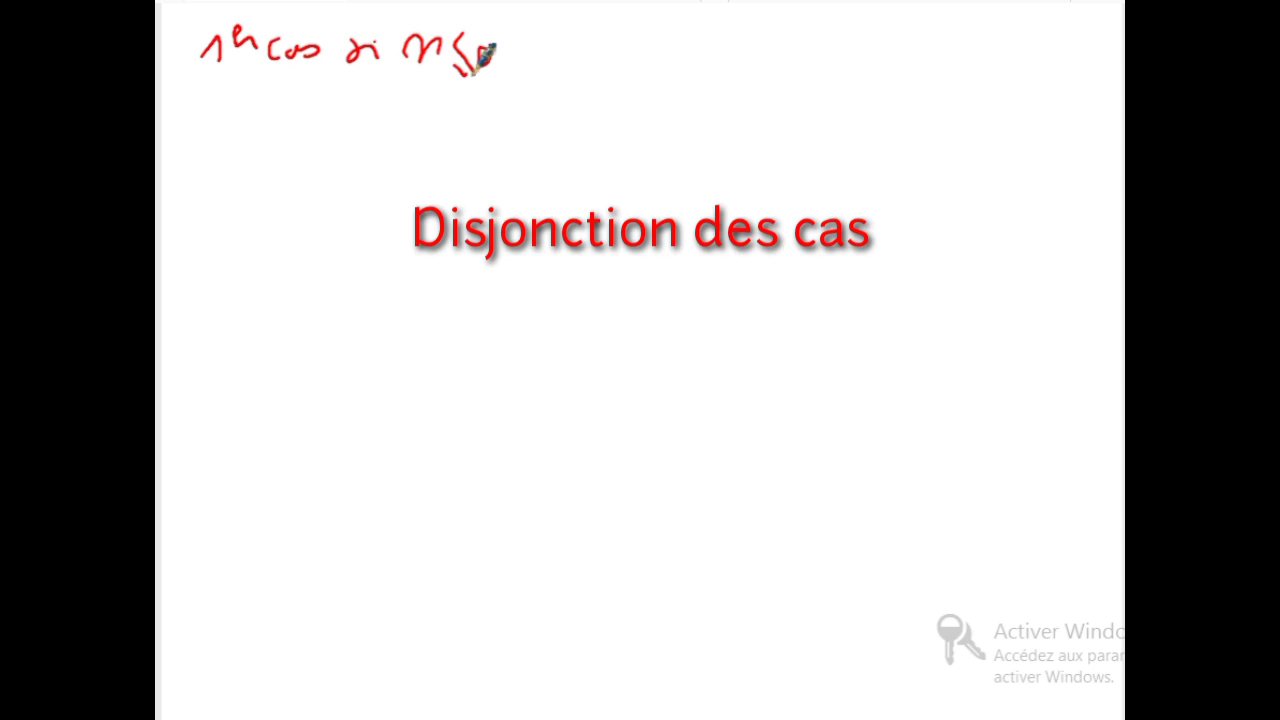 1er cas si n ≤
Disjonction des cas
Activer Windo
Accédez aux parar
activer Windows.